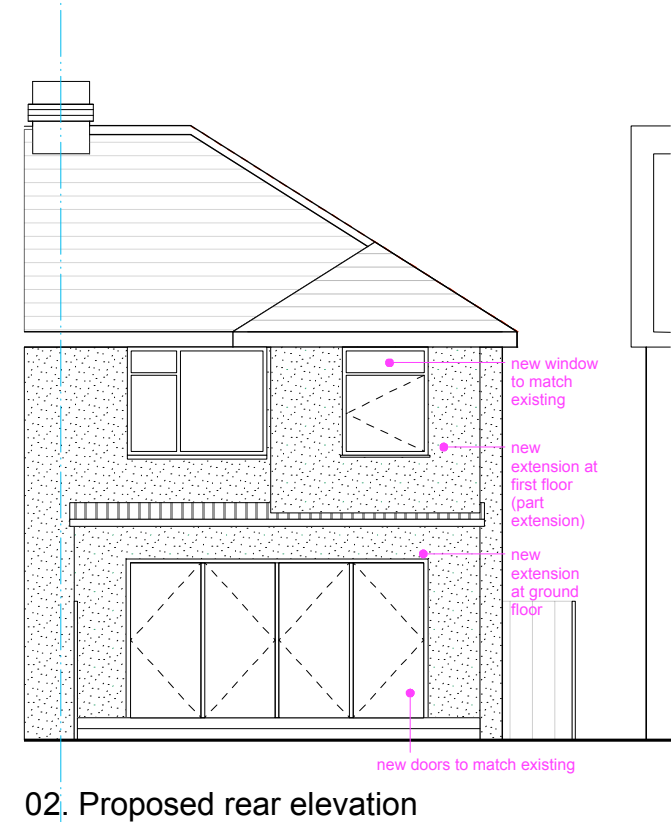 new window
to match
existing
new
extension at
first floor
(part
extension)
new
extension
at ground
floor
new doors to match existing
02. Proposed rear elevation